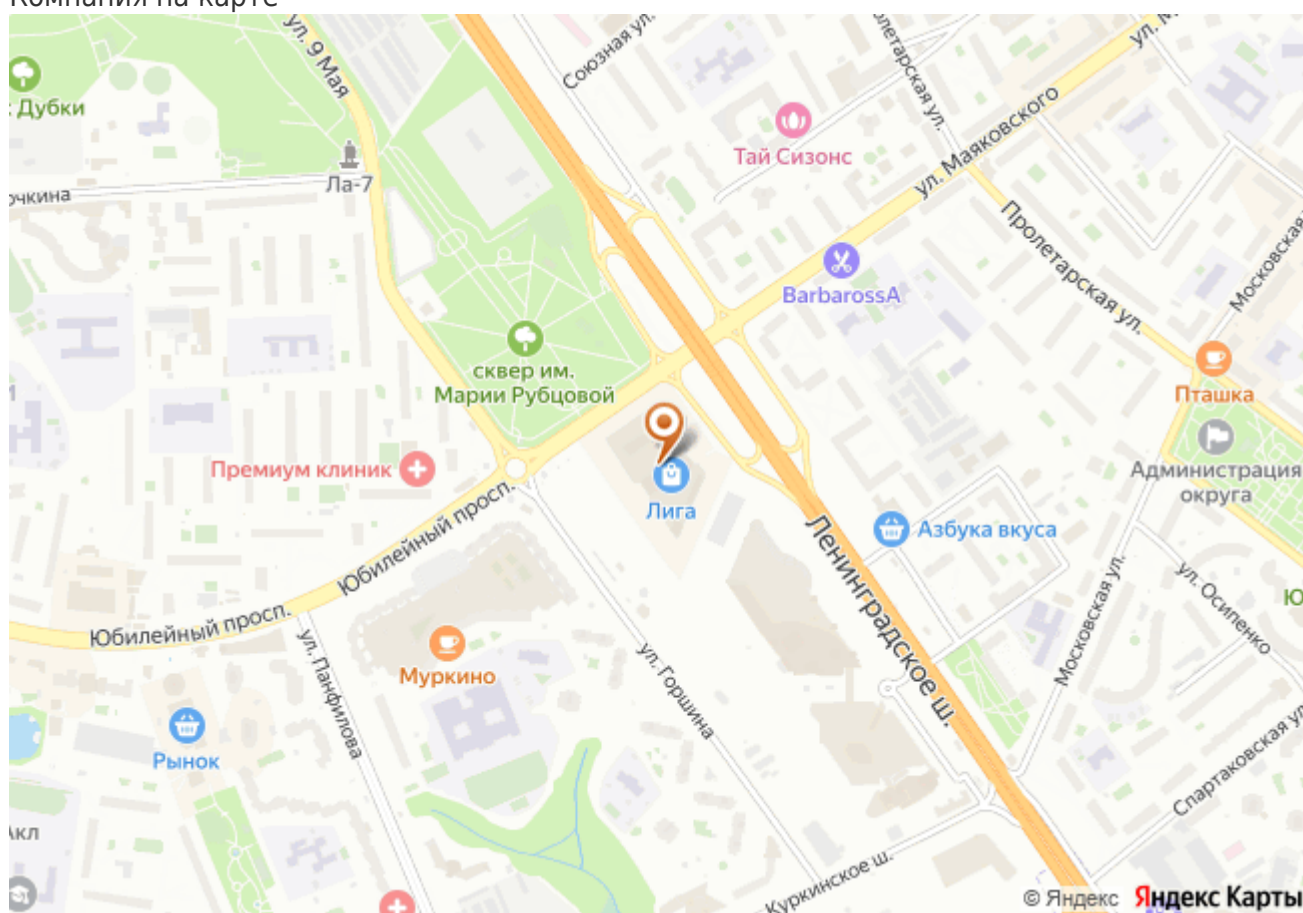 Компания на карте
ул. 9 Мая
Союзная ул.
Пролетарская ул.
Дубки
Ла-7
Тай Сизонс
ул. Маяковского
Пролетарская ул.
Московская
BarbarossA
сквер им.
Марии Рубцовой
Пташка
Премиум клиник
Администрация
округа
Лига
Азбука вкуса
Юбилейный просп.
Юбилейный просп.
Ленинградское ш.
ул. Осипенко
Московская ул.
Муркино
ул. Панфилова
ул. Горшина
Рынок
Спартаковская ул.
Куркинское ш.
© Яндекс Яндекс Карты